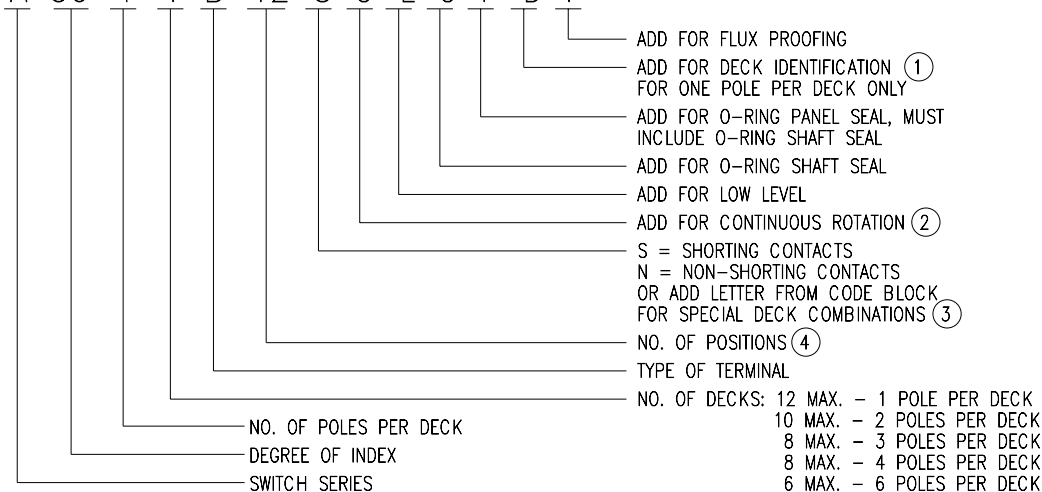 ADD FOR FLUX PROOFING
ADD FOR DECK IDENTIFICATION 1
FOR ONE POLE PER DECK ONLY
ADD FOR O-RING PANEL SEAL, MUST
INCLUDE O-RING SHAFT SEAL
ADD FOR O-RING SHAFT SEAL
ADD FOR LOW LEVEL
ADD FOR CONTINUOUS ROTATION 2
S = SHORTING CONTACTS
N = NON-SHORTING CONTACTS
OR ADD LETTER FROM CODE BLOCK
FOR SPECIAL DECK COMBINATIONS 3
NO. OF POSITIONS 4
TYPE OF TERMINAL
NO. OF DECKS: 12 MAX. - 1 POLE PER DECK
10 MAX. - 2 POLES PER DECK
8 MAX. - 3 POLES PER DECK
8 MAX. - 4 POLES PER DECK
6 MAX. - 6 POLES PER DECK
NO. OF POLES PER DECK
DEGREE OF INDEX
SWITCH SERIES